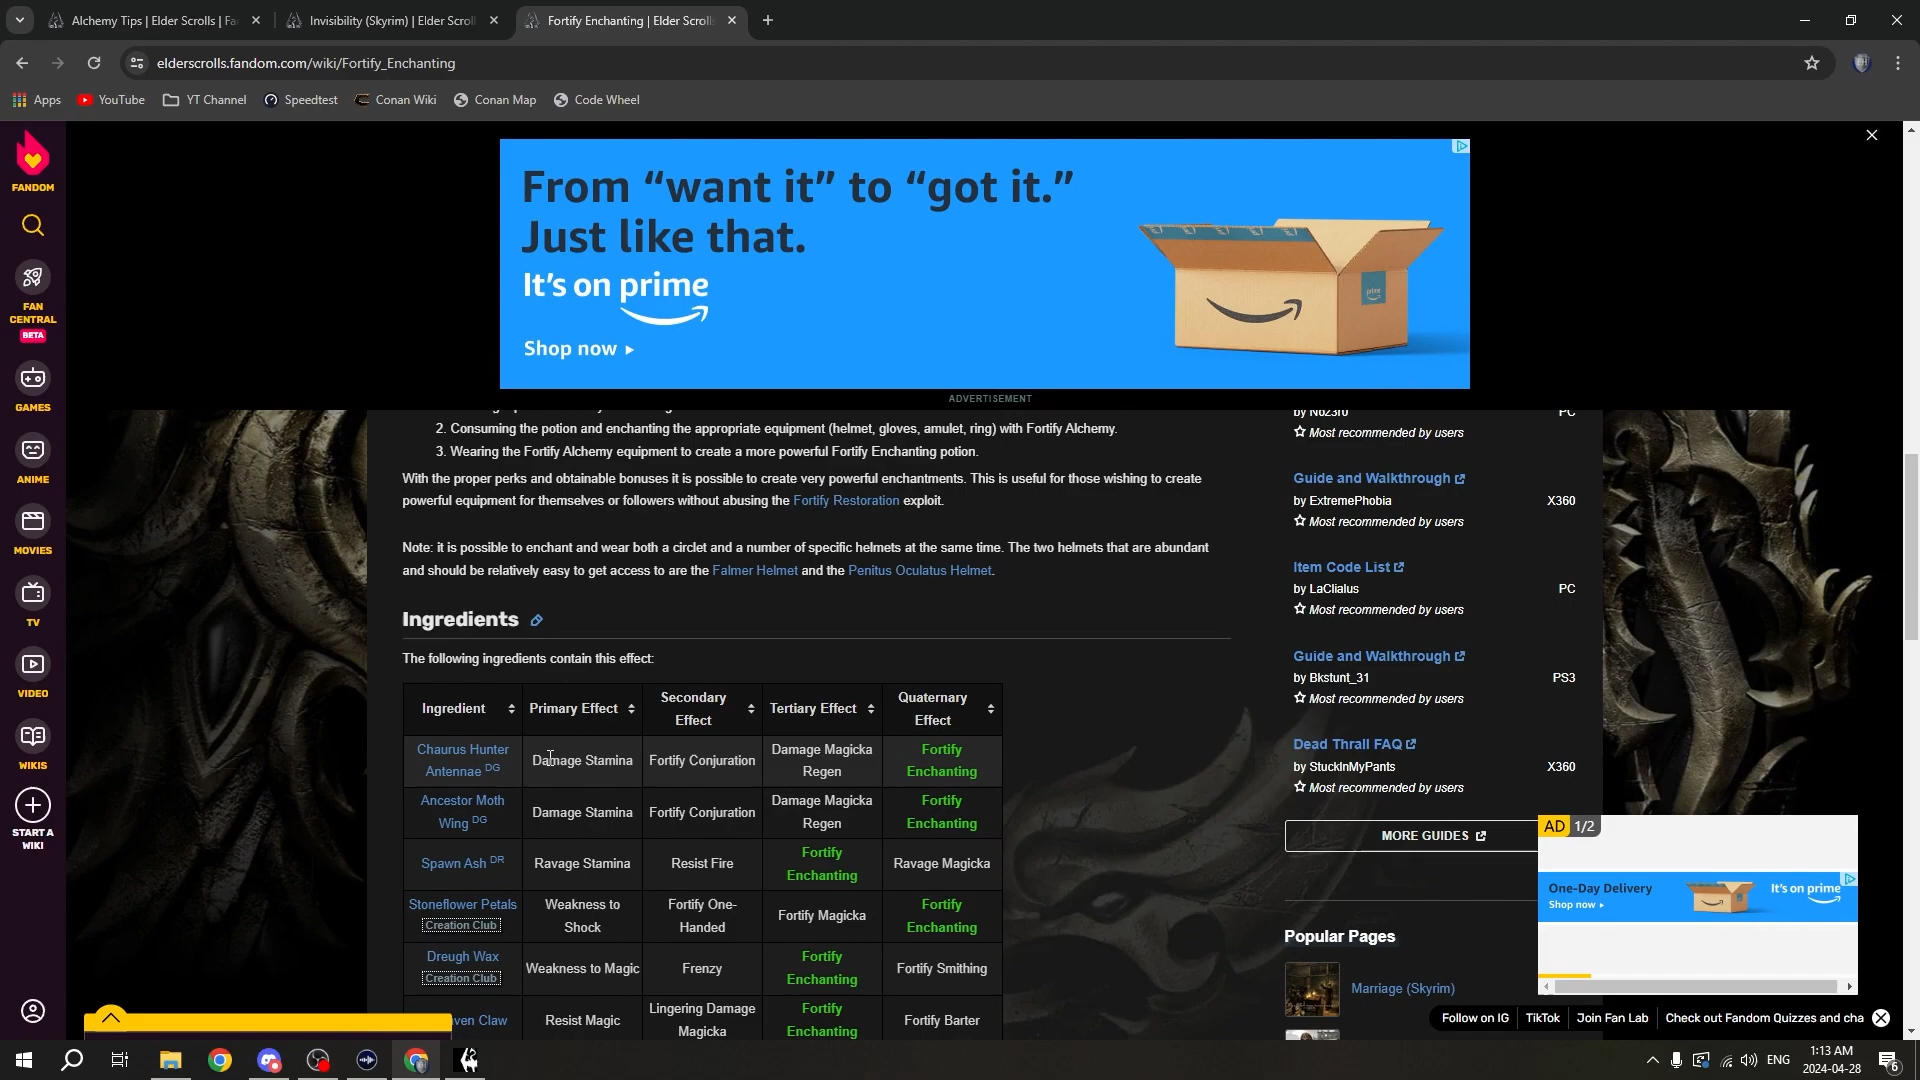 Alchemy Tips | Elder Scrolls | Fa
Invisibility (Skyrim) | Elder Scroll
Fortify Enchanting | Elder Scrolls
elderscrolls.fandom.com/wiki/Fortify_Enchanting
Apps
YouTube
YT Channel
Speedtest
Conan Wiki
Conan Map
Code Wheel
FANDOM
FAN CENTRAL
BETA
GAMES
ANIME
MOVIES
TV
VIDEO
WIKIS
START A WIKI
From “want it” to “got it.”
Just like that.
It’s on prime
Shop now
prime
ADVERTISEMENT
2. Consuming the potion and enchanting the appropriate equipment (helmet, gloves, amulet, ring) with Fortify Alchemy.
3. Wearing the Fortify Alchemy equipment to create a more powerful Fortify Enchanting potion.
With the proper perks and obtainable bonuses it is possible to create very powerful enchantments. This is useful for those wishing to create
powerful equipment for themselves or followers without abusing the Fortify Restoration exploit.
Note: it is possible to enchant and wear both a circlet and a number of specific helmets at the same time. The two helmets that are abundant
and should be relatively easy to get access to are the Falmer Helmet and the Penitus Oculatus Helmet.
Ingredients
The following ingredients contain this effect:
Ingredient Primary Effect Secondary Effect Tertiary Effect Quaternary Effect
Chaurus Hunter Antennae DG Damage Stamina Fortify Conjuration Damage Magicka Regen Fortify Enchanting
Ancestor Moth Wing DG Damage Stamina Fortify Conjuration Damage Magicka Regen Fortify Enchanting
Spawn Ash DR Ravage Stamina Resist Fire Fortify Enchanting Ravage Magicka
Stoneflower Petals Creation Club Weakness to Shock Fortify One-Handed Fortify Magicka Fortify Enchanting
Dreugh Wax Creation Club Weakness to Magic Frenzy Fortify Enchanting Fortify Smithing
ven Claw Resist Magic Lingering Damage Magicka Fortify Enchanting Fortify Barter
by No23r0 PC
Most recommended by users
Guide and Walkthrough
by ExtremePhobia X360
Most recommended by users
Item Code List
by LaClialus PC
Most recommended by users
Guide and Walkthrough
by Bkstunt_31 PS3
Most recommended by users
Dead Thrall FAQ
by StuckInMyPants X360
Most recommended by users
MORE GUIDES
AD 1/2
One-Day Delivery
Shop now
It’s on prime
Popular Pages
Marriage (Skyrim)
Follow on IG
TikTok
Join Fan Lab
Check out Fandom Quizzes and cha
ENG
1:13 AM
2024-04-28
6